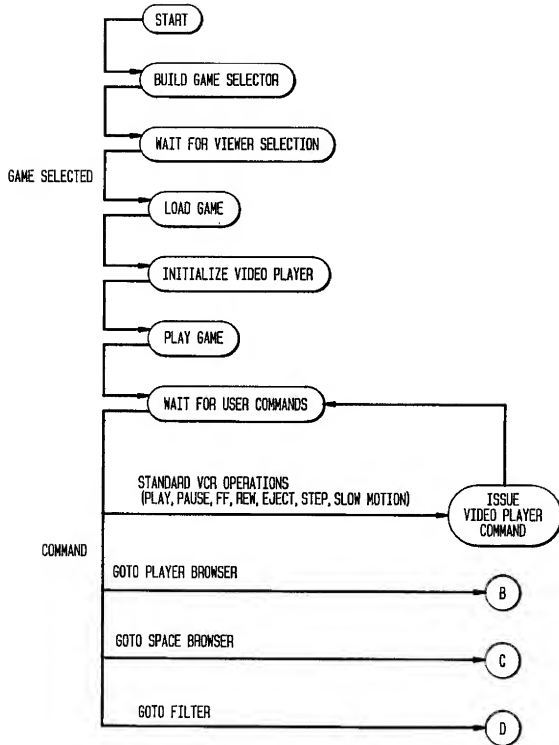 START
BUILD GAME SELECTOR
WAIT FOR VIEWER SELECTION
GAME SELECTED
LOAD GAME
INITIALIZE VIDEO PLAYER
PLAY GAME
WAIT FOR USER COMMANDS
STANDARD VCR OPERATIONS
(PLAY, PAUSE, FF, REW, EJECT, STEP, SLOW MOTION)
ISSUE
VIDEO PLAYER
COMMAND
COMMAND
GOTO PLAYER BROWSER
B
GOTO SPACE BROWSER
C
GOTO FILTER
D